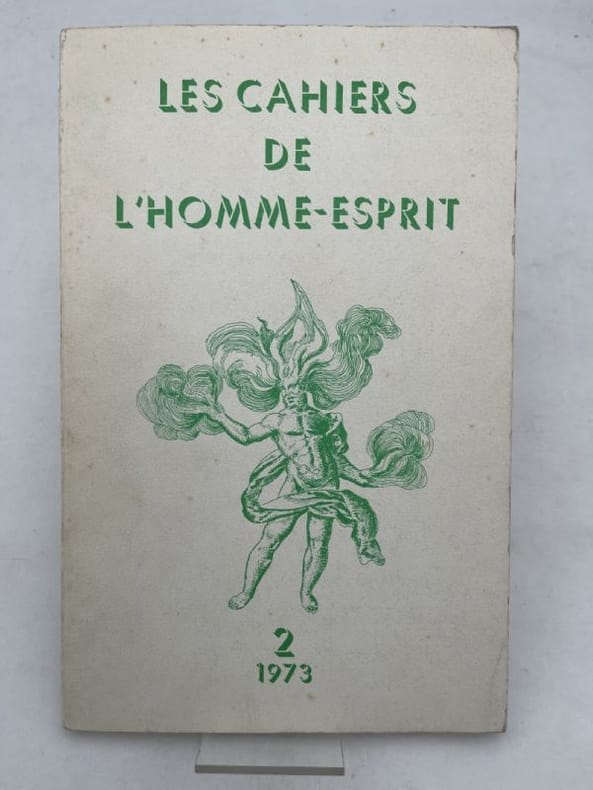 LES CAHIERS
DE
L'HOMME-ESPRIT
2
1973